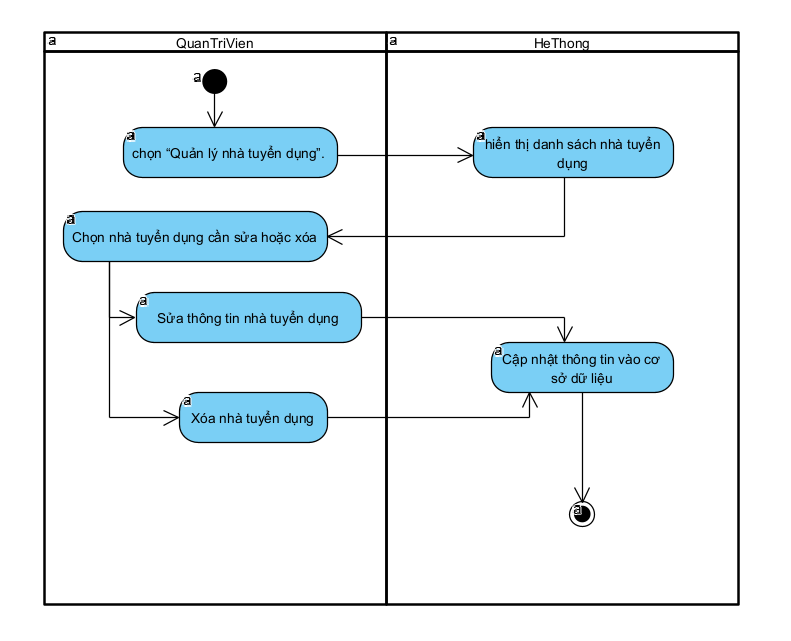 a QuanTriVien
a HeThong
a
a
chọn “Quản lý nhà tuyển dụng”.
a
hiển thị danh sách nhà tuyển
dụng
a
Chọn nhà tuyển dụng cần sửa hoặc xóa
a
Sửa thông tin nhà tuyển dụng
a
Cập nhật thông tin vào cơ
sở dữ liệu
a
Xóa nhà tuyển dụng
a